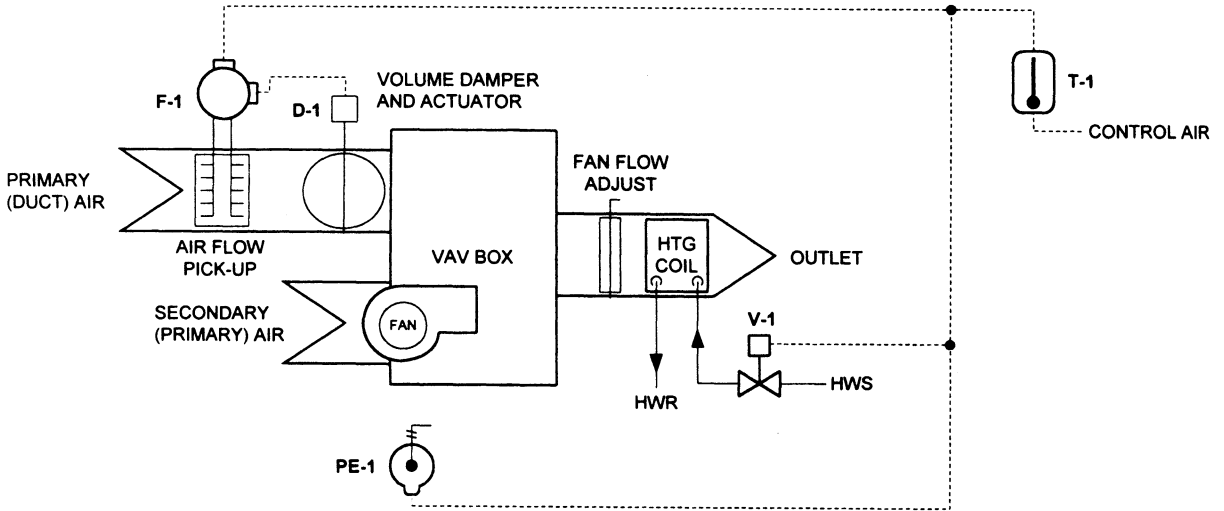 F-1
D-1
VOLUME DAMPER
AND ACTUATOR
T-1
CONTROL AIR
PRIMARY
(DUCT) AIR
AIR FLOW
PICK-UP
FAN FLOW
ADJUST
VAV BOX
HTG
COIL
OUTLET
SECONDARY
(PRIMARY) AIR
FAN
V-1
HWR
HWS
PE-1